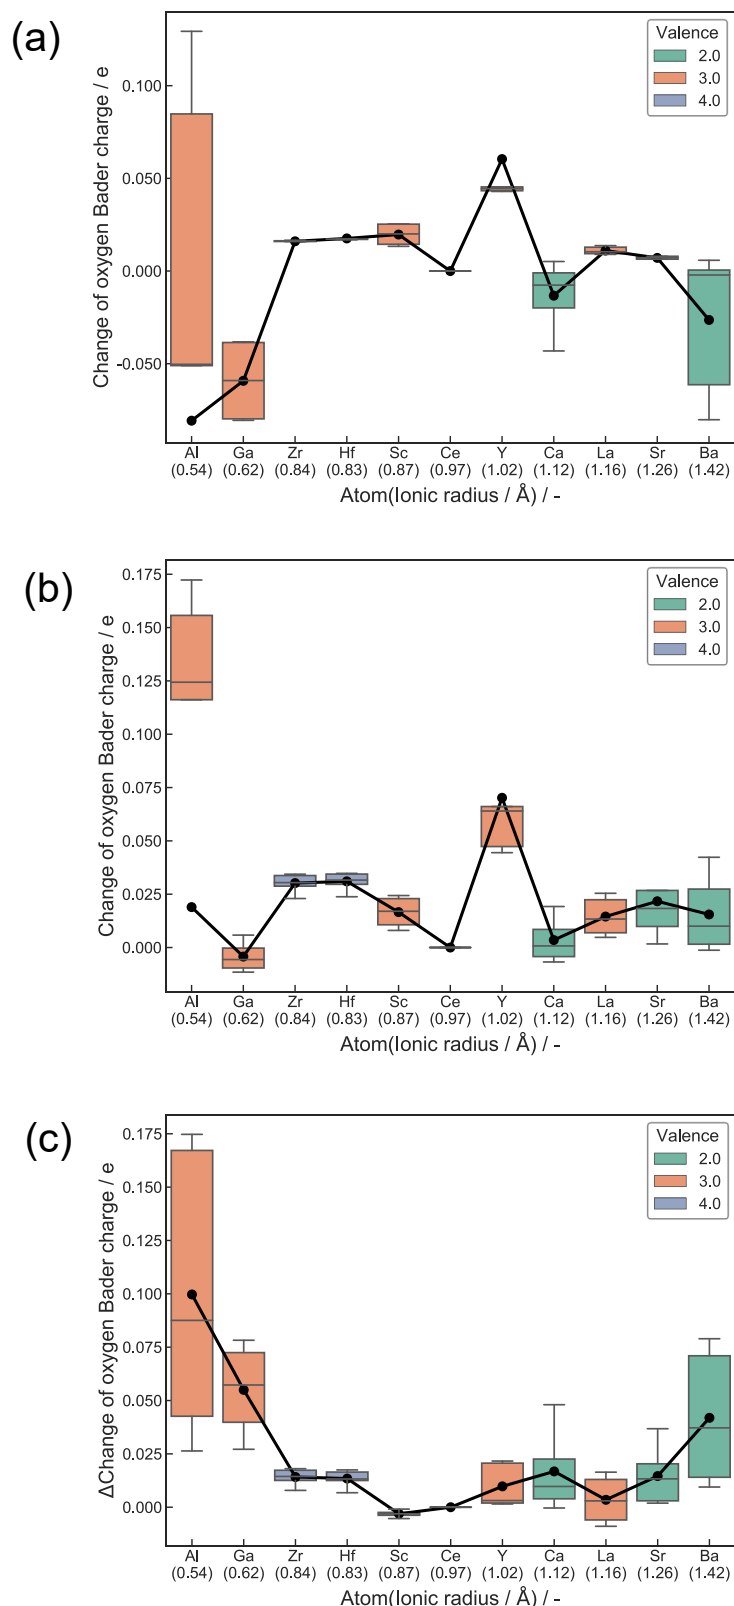 (a)
Change of oxygen Bader charge / e
0.100
0.050
0.000
-0.050
Valence
2.0
3.0
4.0
Al Ga Zr Hf Sc Ce Y Ca La Sr Ba
(0.54) (0.62) (0.84) (0.83) (0.87) (0.97) (1.02) (1.12) (1.16) (1.26) (1.42)
Atom(Ionic radius / Å) / -
(b)
Change of oxygen Bader charge / e
0.175
0.150
0.125
0.100
0.075
0.050
0.025
0.000
Valence
2.0
3.0
4.0
Al Ga Zr Hf Sc Ce Y Ca La Sr Ba
(0.54) (0.62) (0.84) (0.83) (0.87) (0.97) (1.02) (1.12) (1.16) (1.26) (1.42)
Atom(Ionic radius / Å) / -
(c)
ΔChange of oxygen Bader charge / e
0.175
0.150
0.125
0.100
0.075
0.050
0.025
0.000
Valence
2.0
3.0
4.0
Al Ga Zr Hf Sc Ce Y Ca La Sr Ba
(0.54) (0.62) (0.84) (0.83) (0.87) (0.97) (1.02) (1.12) (1.16) (1.26) (1.42)
Atom(Ionic radius / Å) / -